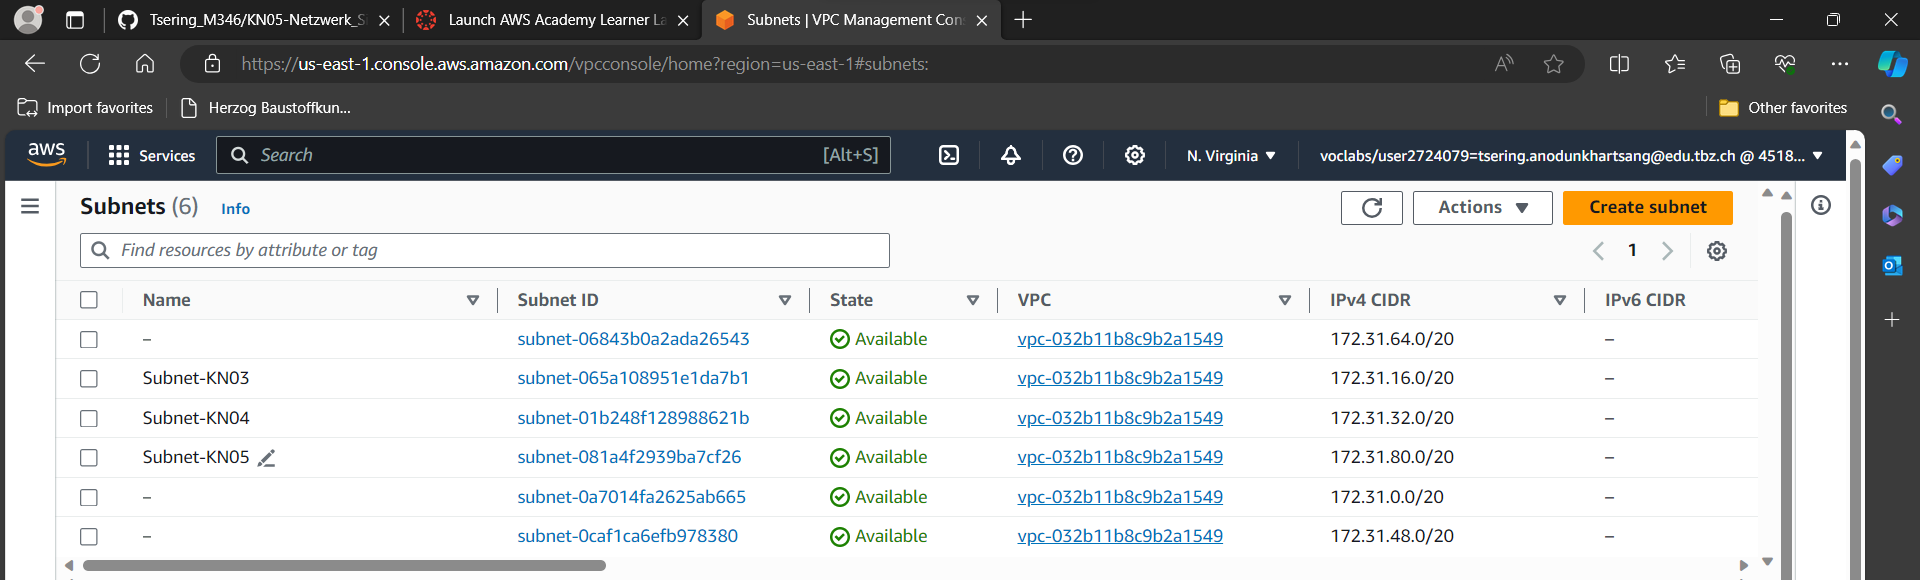 Tsering_M346/KN05-Netzwerk_S
Launch AWS Academy Learner La
Subnets | VPC Management Con
https://us-east-1.console.aws.amazon.com/vpcconsole/home?region=us-east-1#subnets:
Import favorites
Herzog Baustoffkun...
Other favorites
aws
Services
Search
[Alt+S]
N. Virginia
voclabs/user2724079=tsering.anodunkhartsang@edu.tbz.ch @ 4518...
Subnets (6) Info
Actions
Create subnet
Find resources by attribute or tag
1
Name Subnet ID State VPC IPv4 CIDR IPv6 CIDR
– subnet-06843b0a2ada26543 Available vpc-032b11b8c9b2a1549 172.31.64.0/20 –
Subnet-KN03 subnet-065a108951e1da7b1 Available vpc-032b11b8c9b2a1549 172.31.16.0/20 –
Subnet-KN04 subnet-01b248f128988621b Available vpc-032b11b8c9b2a1549 172.31.32.0/20 –
Subnet-KN05 subnet-081a4f2939ba7cf26 Available vpc-032b11b8c9b2a1549 172.31.80.0/20 –
– subnet-0a7014fa2625ab665 Available vpc-032b11b8c9b2a1549 172.31.0.0/20 –
– subnet-0caf1ca6efb978380 Available vpc-032b11b8c9b2a1549 172.31.48.0/20 –